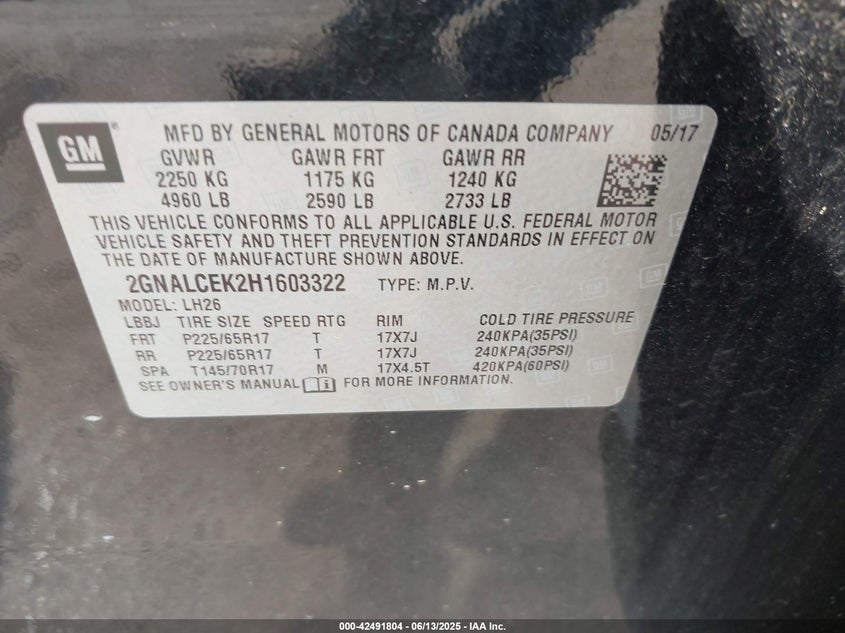 GM ® MFD BY GENERAL MOTORS OF CANADA COMPANY 05/17
GVWR GAWR FRT GAWR RR
2250 KG 1175 KG 1240 KG
4960 LB 2590 LB 2733 LB
THIS VEHICLE CONFORMS TO ALL APPLICABLE U.S. FEDERAL MOTOR
VEHICLE SAFETY AND THEFT PREVENTION STANDARDS IN EFFECT ON
THE DATE OF MANUFACTURE SHOWN ABOVE.
2GNALCEK2H1603322 TYPE: M.P.V.
MODEL: LH26
LBBJ TIRE SIZE SPEED RTG RIM COLD TIRE PRESSURE
FRT P225/65R17 T 17X7J 240KPA(35PSI)
RR P225/65R17 T 17X7J 240KPA(35PSI)
SPA T145/70R17 M 17X4.5T 420KPA(60PSI)
SEE OWNER'S MANUAL i FOR MORE INFORMATION.
000-42491804 - 06/13/2025 - IAA Inc.